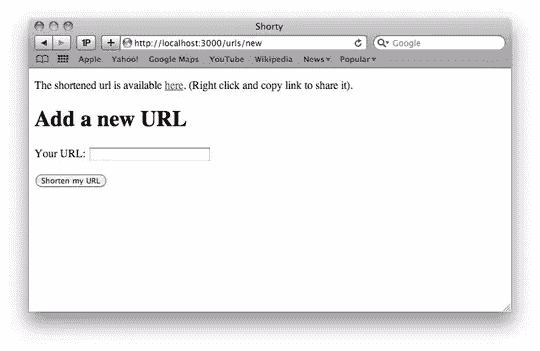 Shorty
1P + http://localhost:3000/urls/new Google
Apple Yahoo! Google Maps YouTube Wikipedia News Popular
The shortened url is available here. (Right click and copy link to share it).
Add a new URL
Your URL:
Shorten my URL